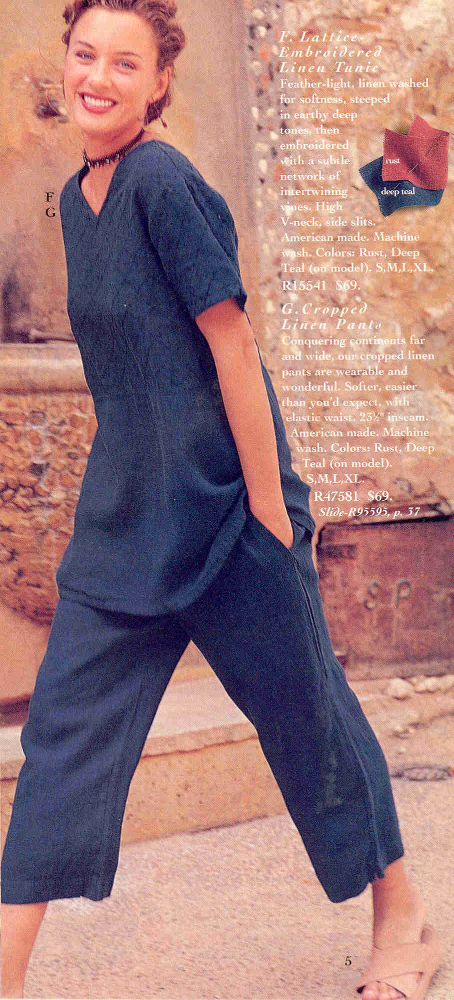 F. Lattice-
Embroidered
Linen Tunic
Feather-light, linen washed
for softness, steeped
in earthy deep
tones, then
embroidered
with a subtle
network of
intertwining
vines. High
V-neck, side slits.
American made. Machine
wash. Colors: Rust, Deep
Teal (on model). S,M,L,XL.
R15541 $69.
rust
deep teal
F
G
G. Cropped
Linen Pants
Conquering continents far
and wide, our cropped linen
pants are wearable and
wonderful. Softer, easier
than you'd expect, with
elastic waist. 23½" inseam.
American made. Machine
wash. Colors: Rust, Deep
Teal (on model).
S,M,L,XL.
R47581 $69.
Slide-R95595, p. 37
S P
5